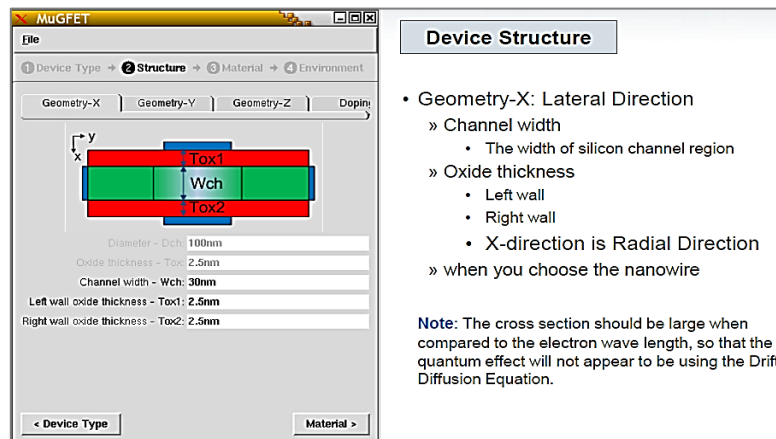 MuGFET
File
1 Device Type → 2 Structure → 3 Material → 4 Environment
Geometry-X
Geometry-Y
Geometry-Z
y
x
Tox1
Wch
Tox2
Diameter - Dch: 100nm
Oxide thickness - Tox: 2.5nm
Channel width - Wch: 30nm
Left wall oxide thickness - Tox1: 2.5nm
Right wall oxide thickness - Tox2: 2.5nm
< Device Type
Material >
Device Structure
• Geometry-X: Lateral Direction
» Channel width
• The width of silicon channel region
» Oxide thickness
• Left wall
• Right wall
• X-direction is Radial Direction
» when you choose the nanowire
Note: The cross section should be large when
compared to the electron wave length, so that the
quantum effect will not appear to be using the Drift
Diffusion Equation.